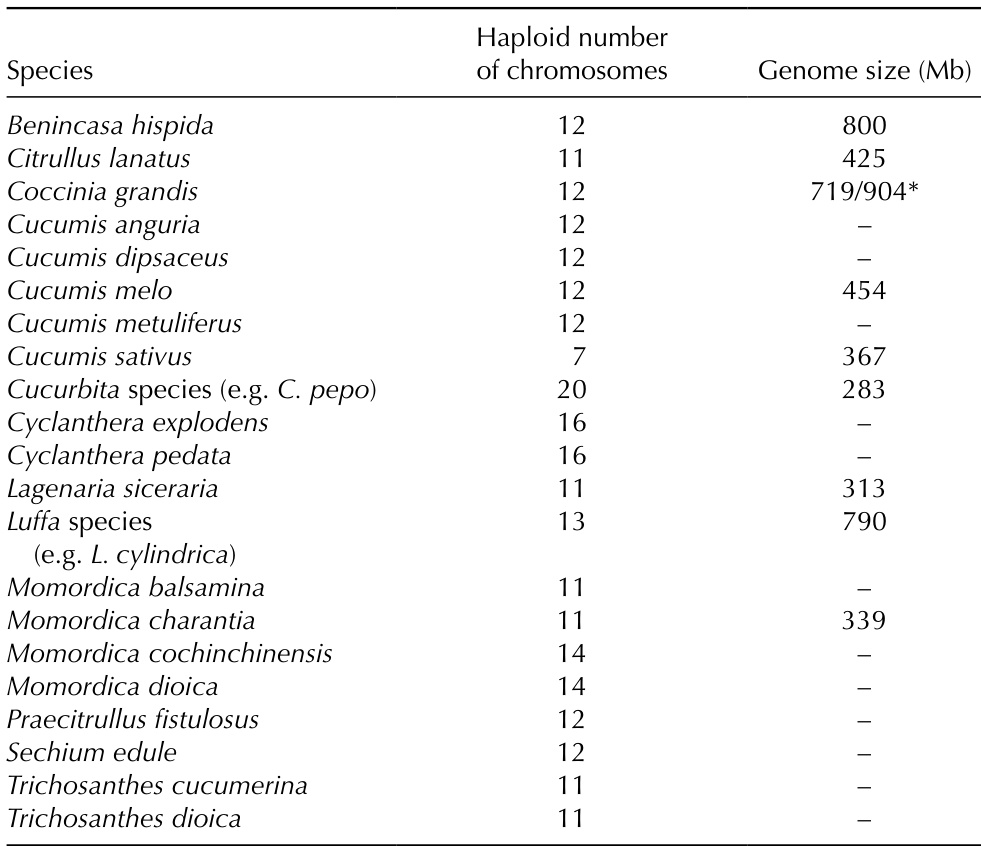 Haploid number
Species of chromosomes Genome size (Mb)
Benincasa hispida 12 800
Citrullus lanatus 11 425
Coccinia grandis 12 719/904*
Cucumis anguria 12 –
Cucumis dipsaceus 12 –
Cucumis melo 12 454
Cucumis metuliferus 12 –
Cucumis sativus 7 367
Cucurbita species (e.g. C. pepo) 20 283
Cyclanthera explodens 16 –
Cyclanthera pedata 16 –
Lagenaria siceraria 11 313
Luffa species 13 790
(e.g. L. cylindrica)
Momordica balsamina 11 –
Momordica charantia 11 339
Momordica cochinchinensis 14 –
Momordica dioica 14 –
Praecitrullus fistulosus 12 –
Sechium edule 12 –
Trichosanthes cucumerina 11 –
Trichosanthes dioica 11 –